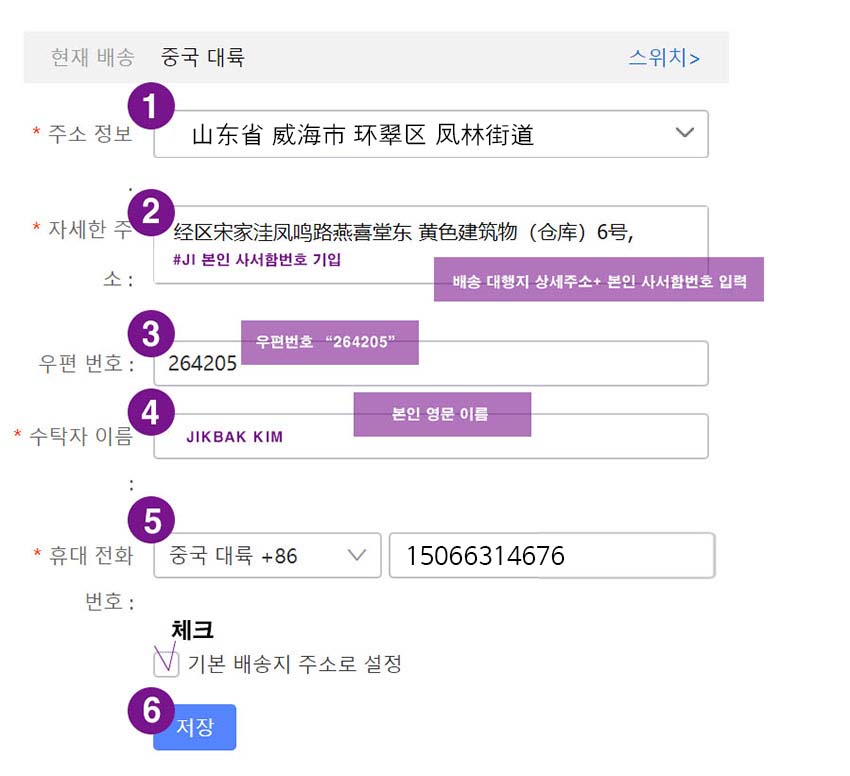 현재 배송 중국 대륙 스위치>
1
* 주소 정보 : 山东省 威海市 环翠区 凤林街道
2
* 자세한 주소 : 经区宋家洼凤鸣路燕喜堂东 黄色建筑物（仓库）6号,
#JI 본인 사서함번호 기입
배송 대행지 상세주소+ 본인 사서함번호 입력
3
우편번호 “264205”
우편 번호 : 264205
4
본인 영문 이름
* 수탁자 이름 : JIKBAK KIM
5
* 휴대 전화 번호 : 중국 대륙 +86 15066314676
체크
기본 배송지 주소로 설정
6
저장